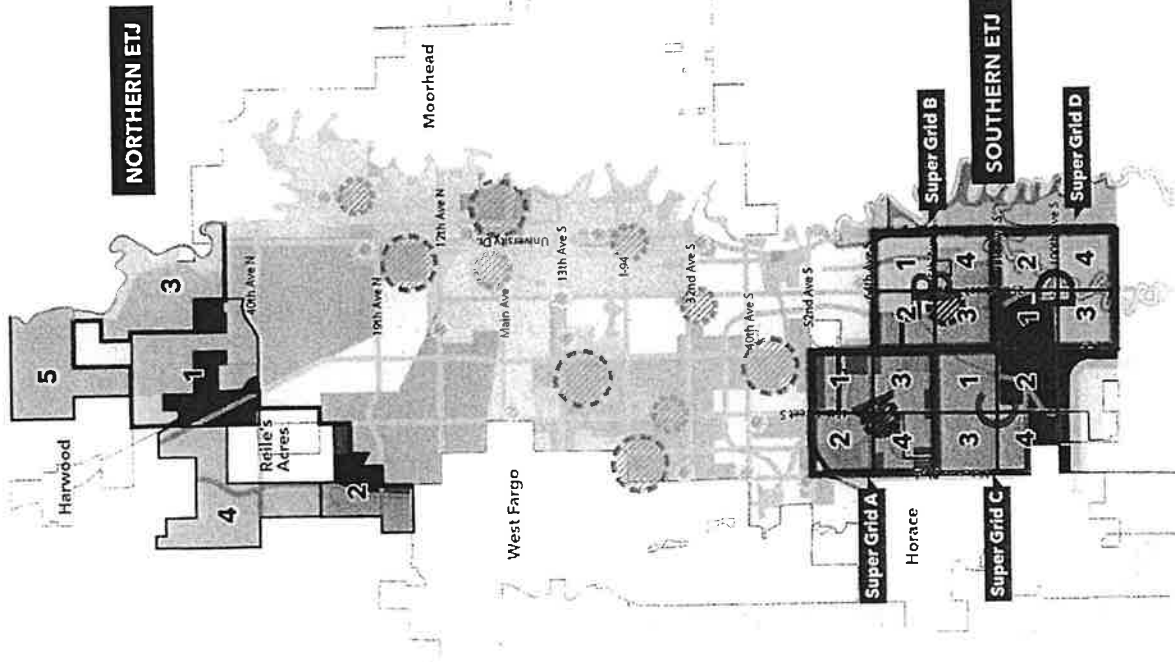 NORTHERN ETJ
5
Harwood
3
1
40th Ave N
Reile's
Acres
4
2
Moorhead
19th Ave N
12th Ave N
University Dr.
Main Ave
West Fargo
13th Ave S
I-94
32nd Ave S
40th Ave S
52nd Ave S
64th Ave S
Super Grid B
SOUTHERN ETJ
Super Grid D
Super Grid A
Horace
Super Grid C
2
1
4
3
A
2
1
3
4
B
3
1
4
2
C
1
2
3
4
D
100th Ave S